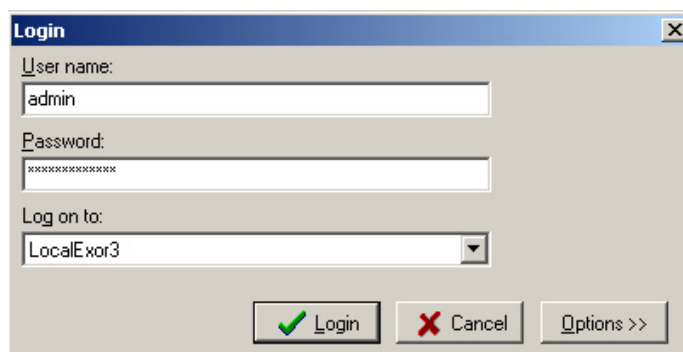 Login
User name:
admin
Password:
*************
Log on to:
LocalExor3
Login
Cancel
Options >>